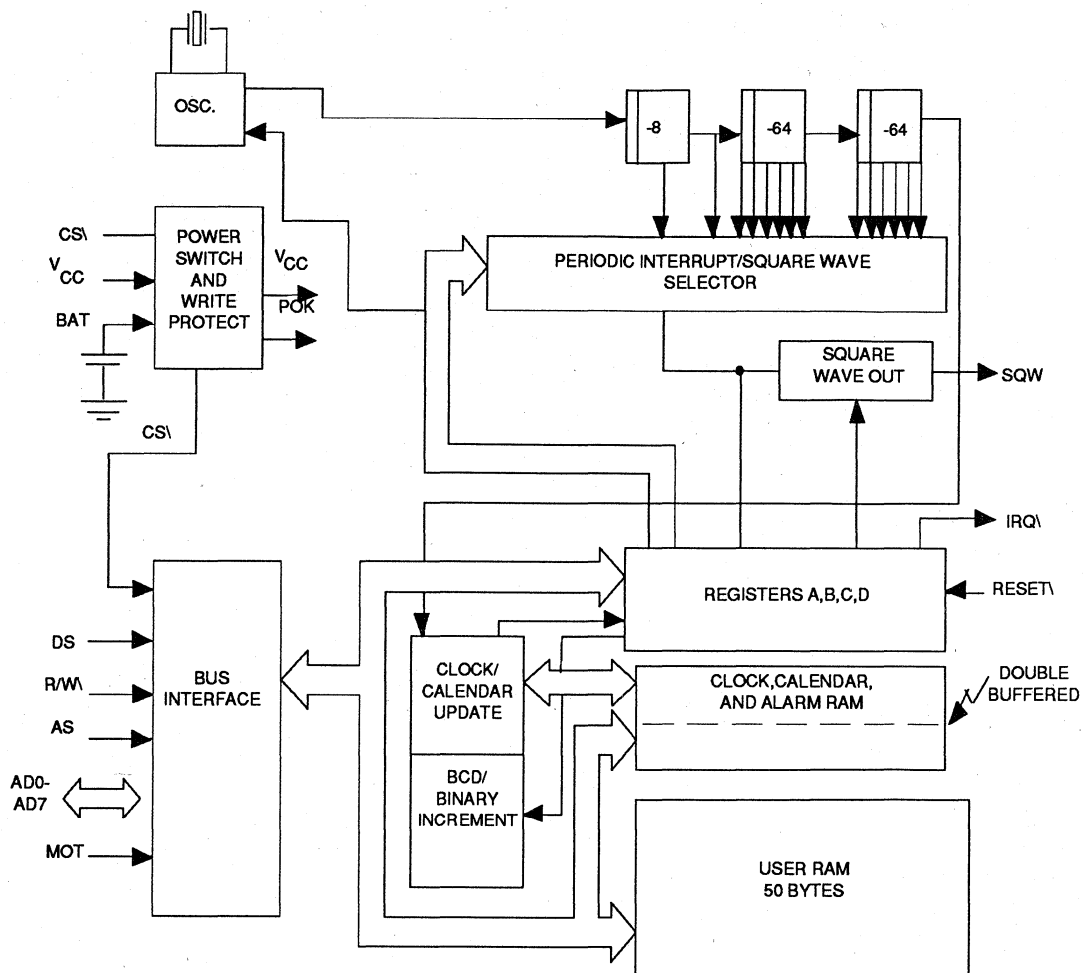 OSC.
-8
-64
-64
CS\
V
CC
BAT
POWER
SWITCH
AND
WRITE
PROTECT
V
CC
POK
CS\
PERIODIC INTERRUPT/SQUARE WAVE
SELECTOR
SQUARE
WAVE OUT
SQW
IRQ\
REGISTERS A,B,C,D
RESET\
DS
R/W\
AS
AD0-
AD7
MOT
BUS
INTERFACE
CLOCK/
CALENDAR
UPDATE
BCD/
BINARY
INCREMENT
CLOCK,CALENDAR,
AND ALARM RAM
DOUBLE
BUFFERED
USER RAM
50 BYTES